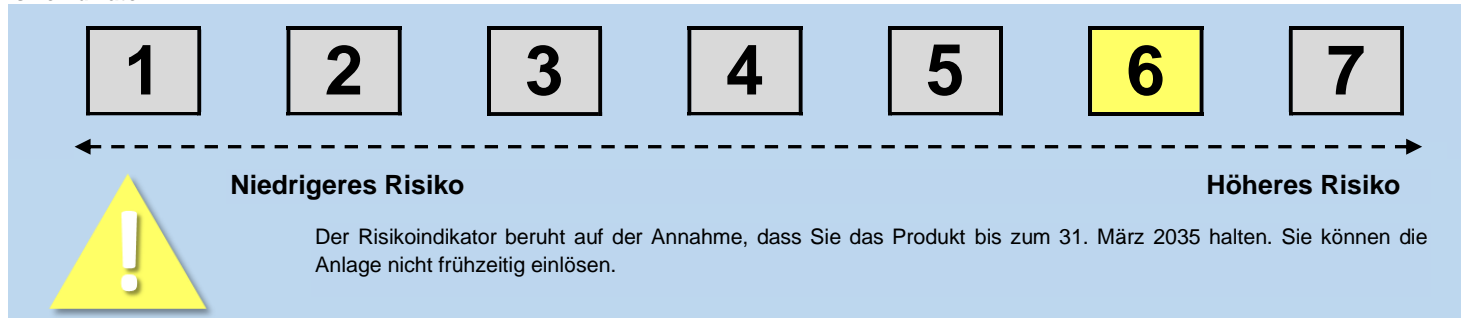 1 2 3 4 5 6 7
Niedrigeres Risiko Höheres Risiko
!
Der Risikoindikator beruht auf der Annahme, dass Sie das Produkt bis zum 31. März 2035 halten. Sie können die
Anlage nicht frühzeitig einlösen.